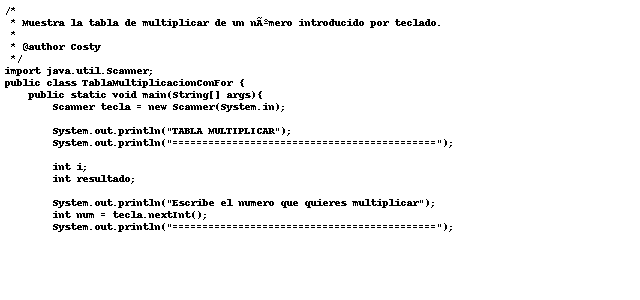 /*
 * Muestra la tabla de multiplicar de un nÃºmero introducido por teclado.
 *
 * @author Costy
 */
import java.util.Scanner;
public class TablaMultiplicacionConFor {
    public static void main(String[] args){
        Scanner tecla = new Scanner(System.in);

        System.out.println("TABLA MULTIPLICAR");
        System.out.println("============================================");

        int i;
        int resultado;

        System.out.println("Escribe el numero que quieres multiplicar");
        int num = tecla.nextInt();
        System.out.println("============================================");